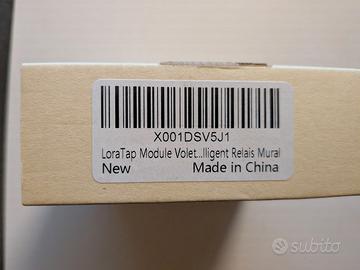 X001DSV5J1
LoraTap Module Volet...lligent Relais Mural
New Made in China
subito